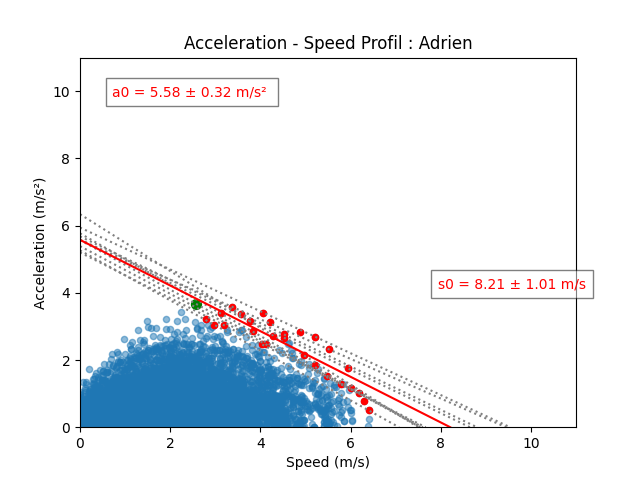 Acceleration - Speed Profil : Adrien
a0 = 5.58 ± 0.32 m/s²
s0 = 8.21 ± 1.01 m/s
Acceleration (m/s²)
10
8
6
4
2
0
0 2 4 6 8 10
Speed (m/s)